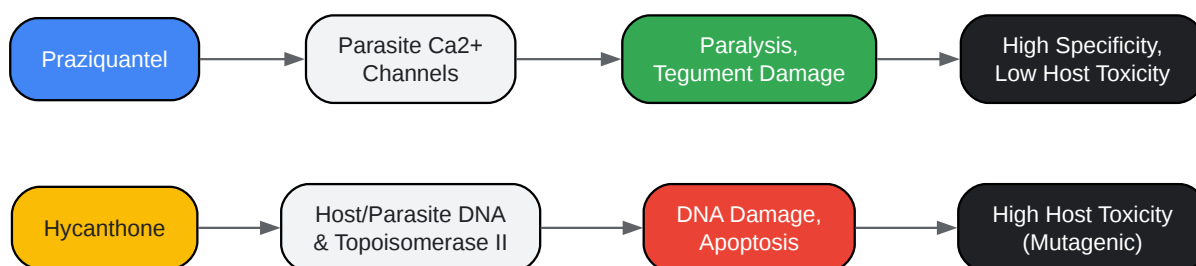 Praziquantel
Parasite Ca2+
Channels
Paralysis,
Tegument Damage
High Specificity,
Low Host Toxicity
Hycanthone
Host/Parasite DNA
& Topoisomerase II
DNA Damage,
Apoptosis
High Host Toxicity
(Mutagenic)